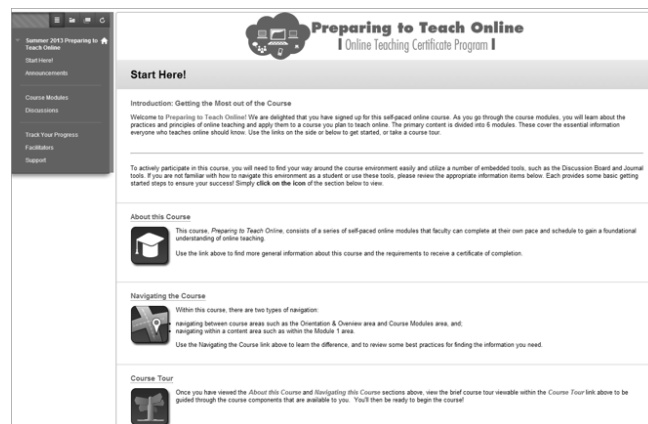 Preparing to Teach Online
Online Teaching Certificate Program
Summer 2013 Preparing to
Teach Online
Start Here!
Announcements
Course Modules
Discussions
Track Your Progress
Facilitators
Support
Start Here!
Introduction: Getting the Most out of the Course
Welcome to Preparing to Teach Online! We are delighted that you have signed up for this self-paced online course. As you go through the course modules, you will learn about the
practices and principles of online teaching and apply them to a course you plan to teach online. The primary content is divided into 6 modules. These cover the essential information
everyone who teaches online should know. Use the links on the side or below to get started, or take a course tour.
To actively participate in this course, you will need to find your way around the course environment easily and utilize a number of embedded tools, such as the Discussion Board and Journal
tools. If you are not familiar with how to navigate this environment as a student or use these tools, please review the appropriate information items below. Each provides some basic getting
started steps to ensure your success! Simply click on the icon of the section below to view.
About this Course
This course, Preparing to Teach Online, consists of a series of self-paced online modules that faculty can complete at their own pace and schedule to gain a foundational
understanding of online teaching.
Use the link above to find more general information about this course and the requirements to receive a certificate of completion.
Navigating the Course
Within this course, there are two types of navigation:
navigating between course areas such as the Orientation & Overview area and Course Modules area, and;
navigating within a content area such as within the Module 1 area.
Use the Navigating the Course link above to learn the difference, and to review some best practices for finding the information you need.
Course Tour
Once you have viewed the About this Course and Navigating this Course sections above, view the brief course tour viewable within the Course Tour link above to be
guided through the course components that are available to you. You'll then be ready to begin the course!